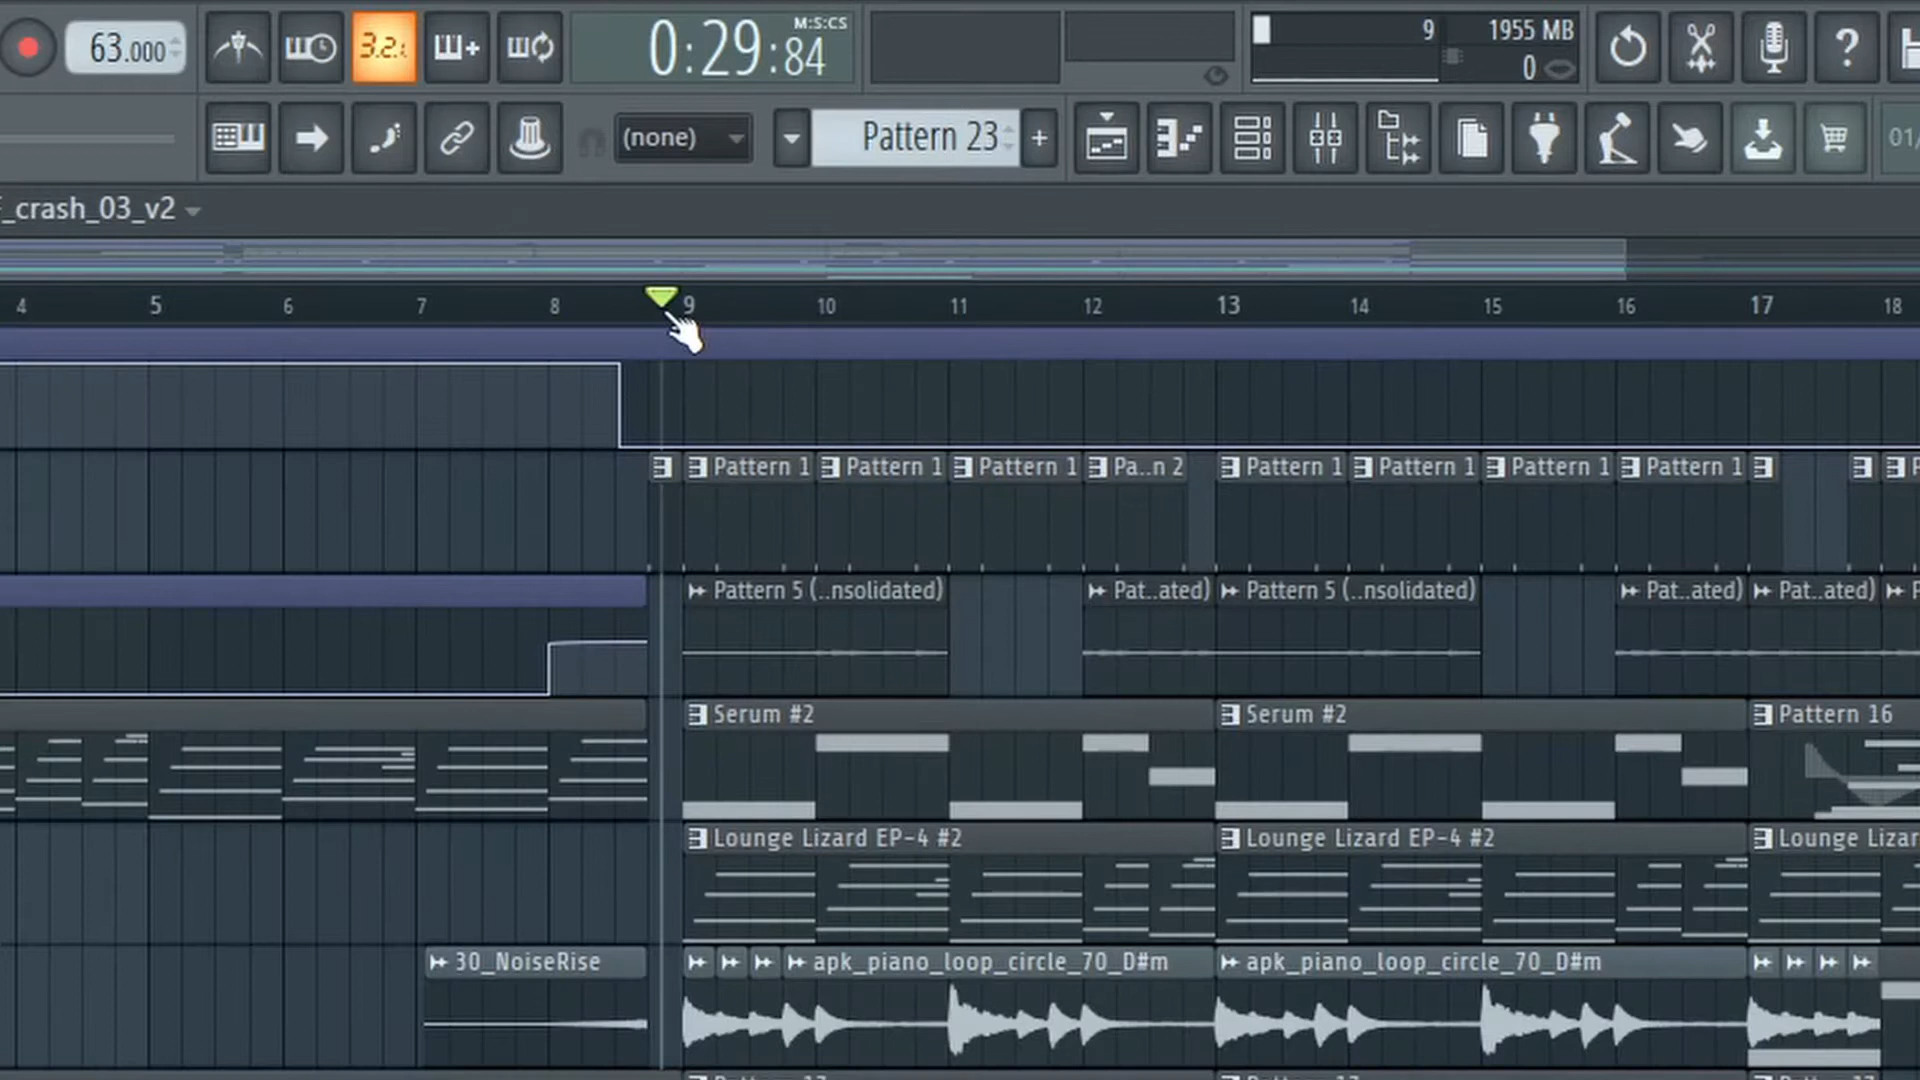 63.000
3.2.1
M:S:CS
0:29:84
9
1955 MB
0
(none)
Pattern 23
+
01/
_crash_03_v2
4 5 6 7 8 9 10 11 12 13 14 15 16 17 18
Pattern 1 Pattern 1 Pattern 1 Pa..n 2 Pattern 1 Pattern 1 Pattern 1 Pattern 1
Pattern 5 (..nsolidated) Pat..ated) Pattern 5 (..nsolidated) Pat..ated) Pat..ated)
Serum #2 Serum #2 Pattern 16
Lounge Lizard EP-4 #2 Lounge Lizard EP-4 #2 Lounge Lizar
30_NoiseRise apk_piano_loop_circle_70_D#m apk_piano_loop_circle_70_D#m